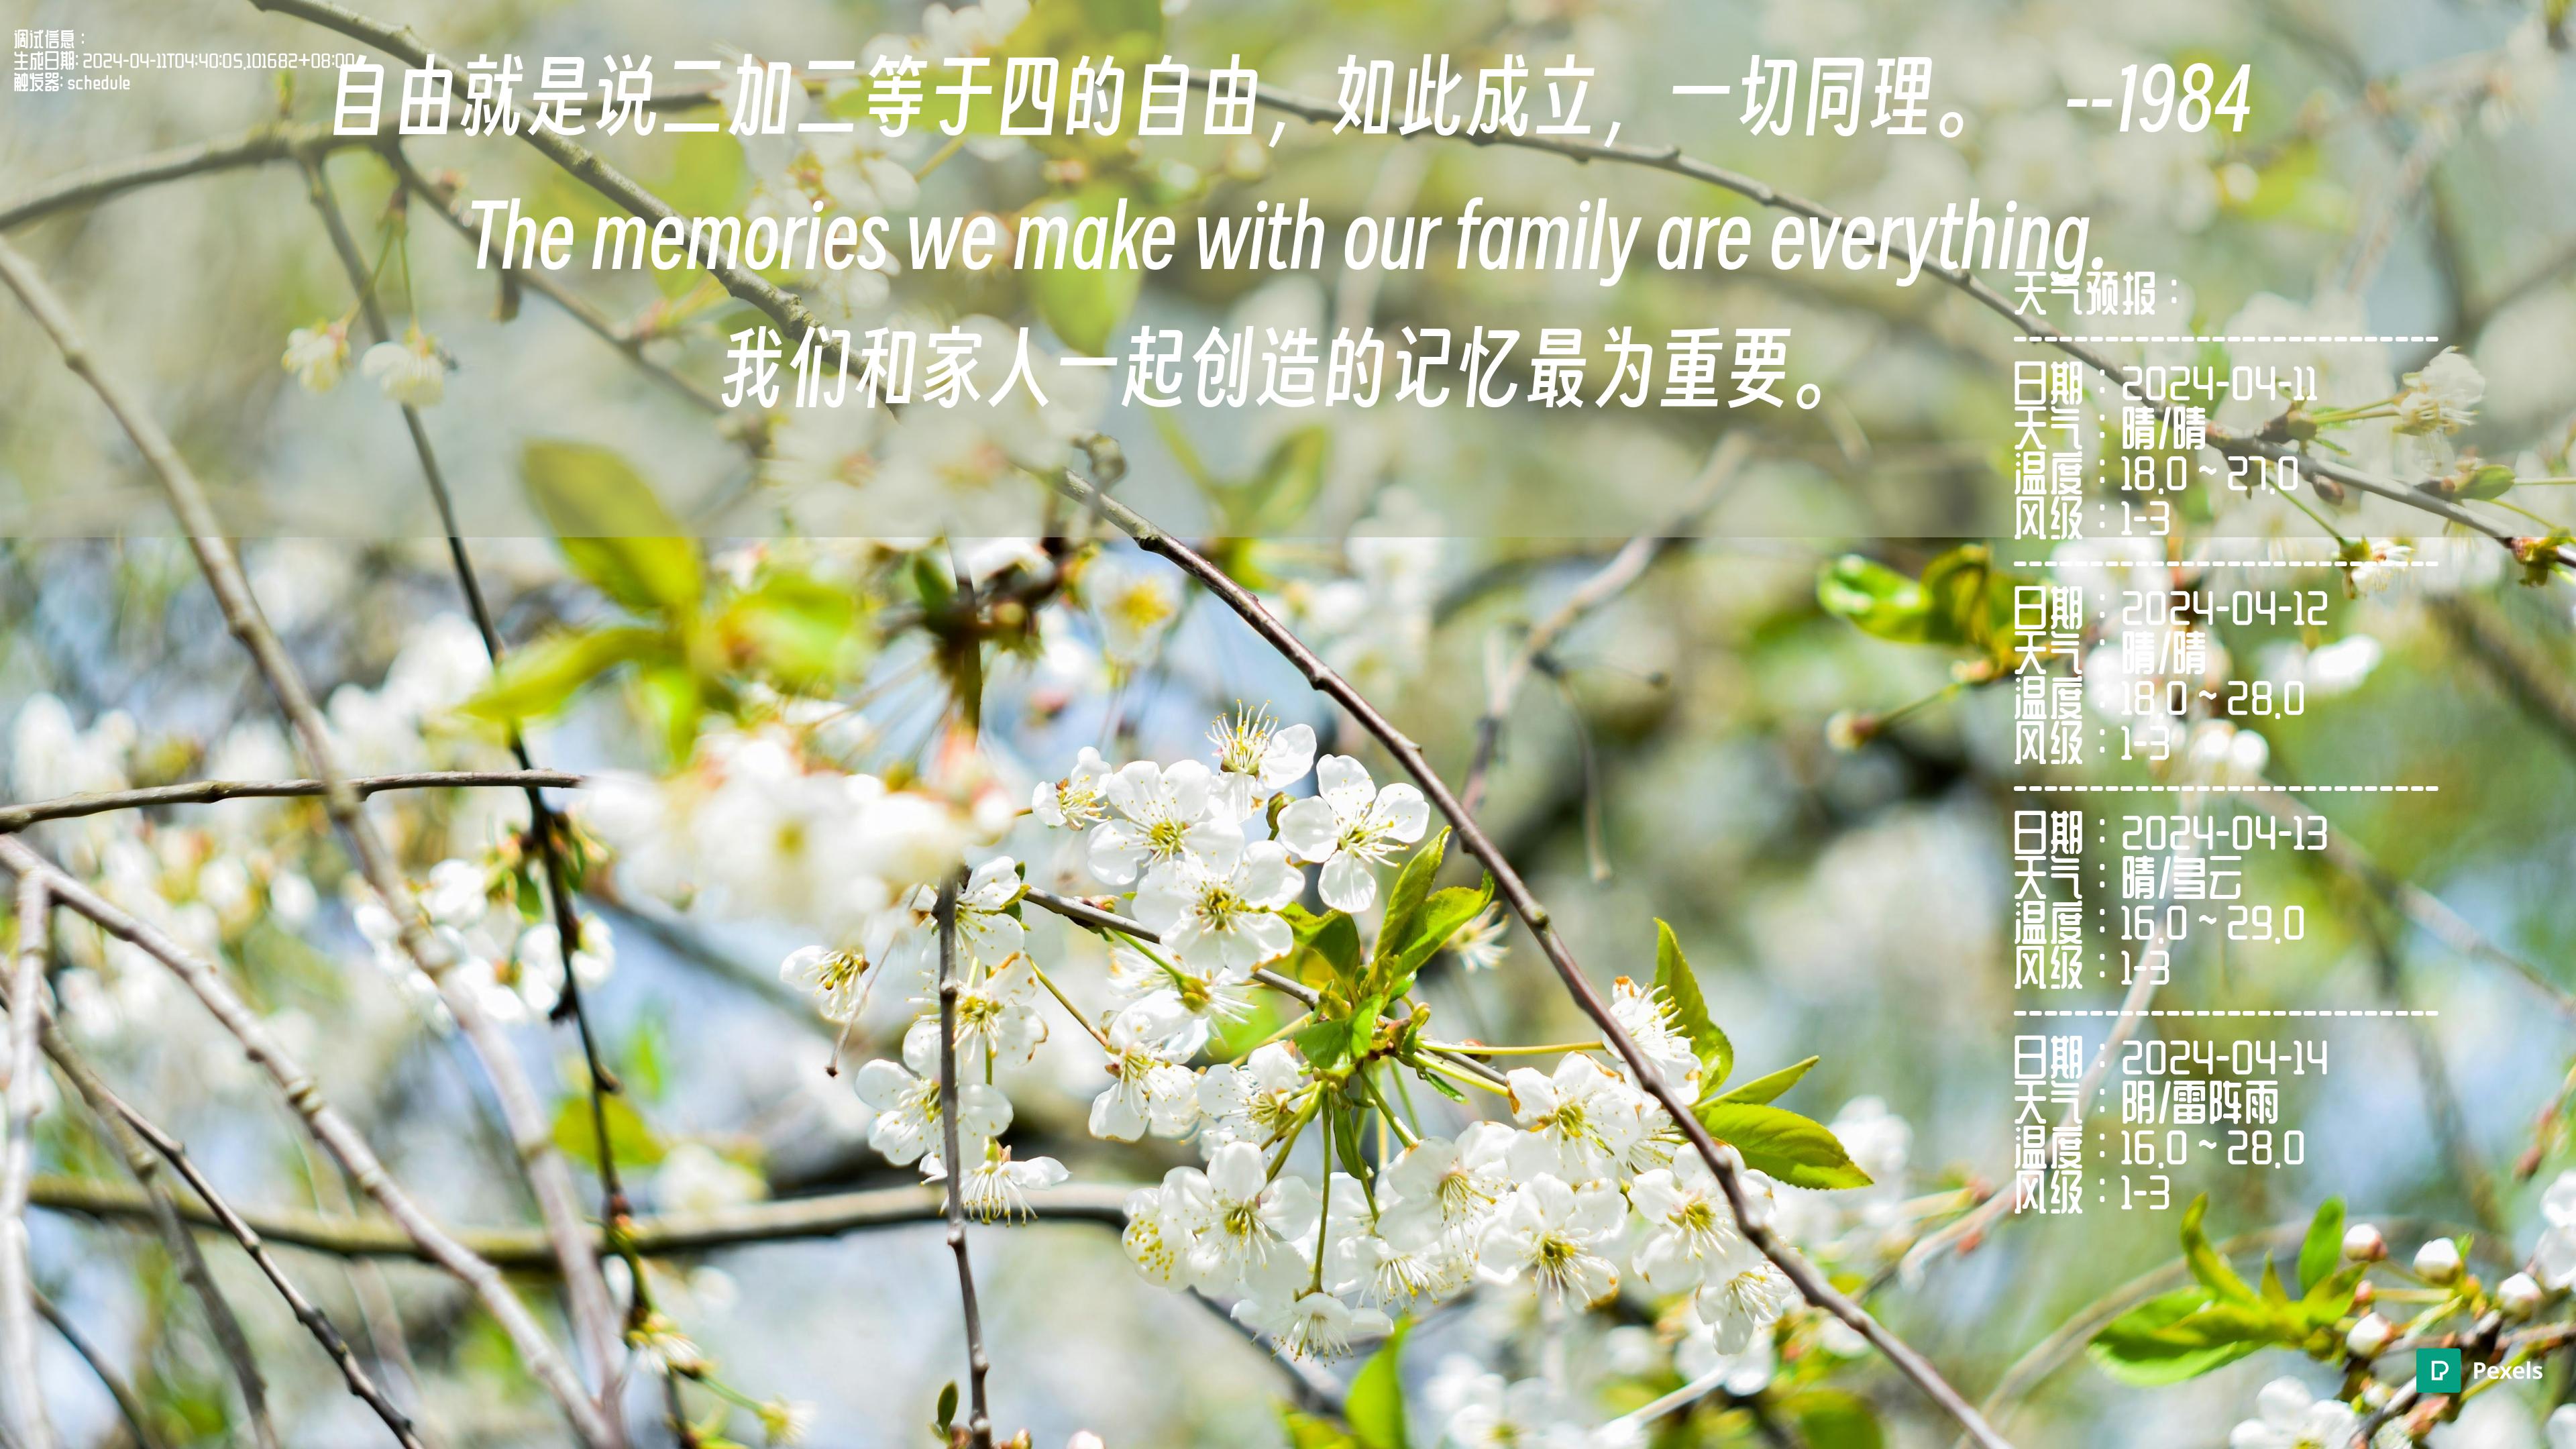 调试信息：
生成日期: 2024-04-11T04:40:05.101682+08:00
触发器: schedule
自由就是说二加二等于四的自由，如此成立，一切同理。 --1984
The memories we make with our family are everything.
我们和家人一起创造的记忆最为重要。
天气预报：
------------------------------
日期：2024-04-11
天气：晴/晴
温度：18.0 ~ 27.0
风级：1-3
------------------------------
日期：2024-04-12
天气：晴/晴
温度：18.0 ~ 28.0
风级：1-3
------------------------------
日期：2024-04-13
天气：晴/多云
温度：16.0 ~ 29.0
风级：1-3
------------------------------
日期：2024-04-14
天气：阴/雷阵雨
温度：16.0 ~ 28.0
风级：1-3
Pexels